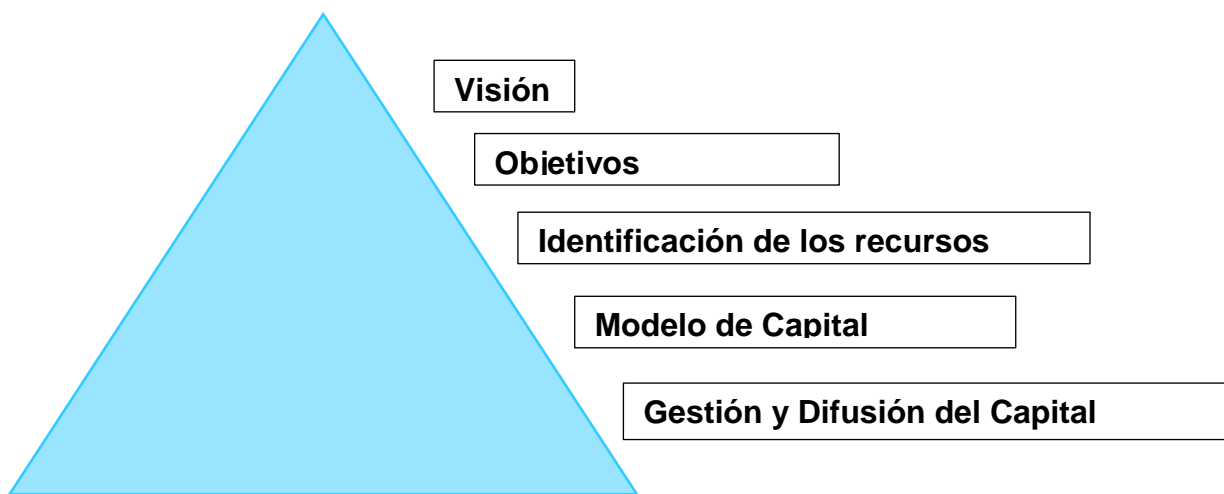 Visión
Objetivos
Identificación de los recursos
Modelo de Capital
Gestión y Difusión del Capital